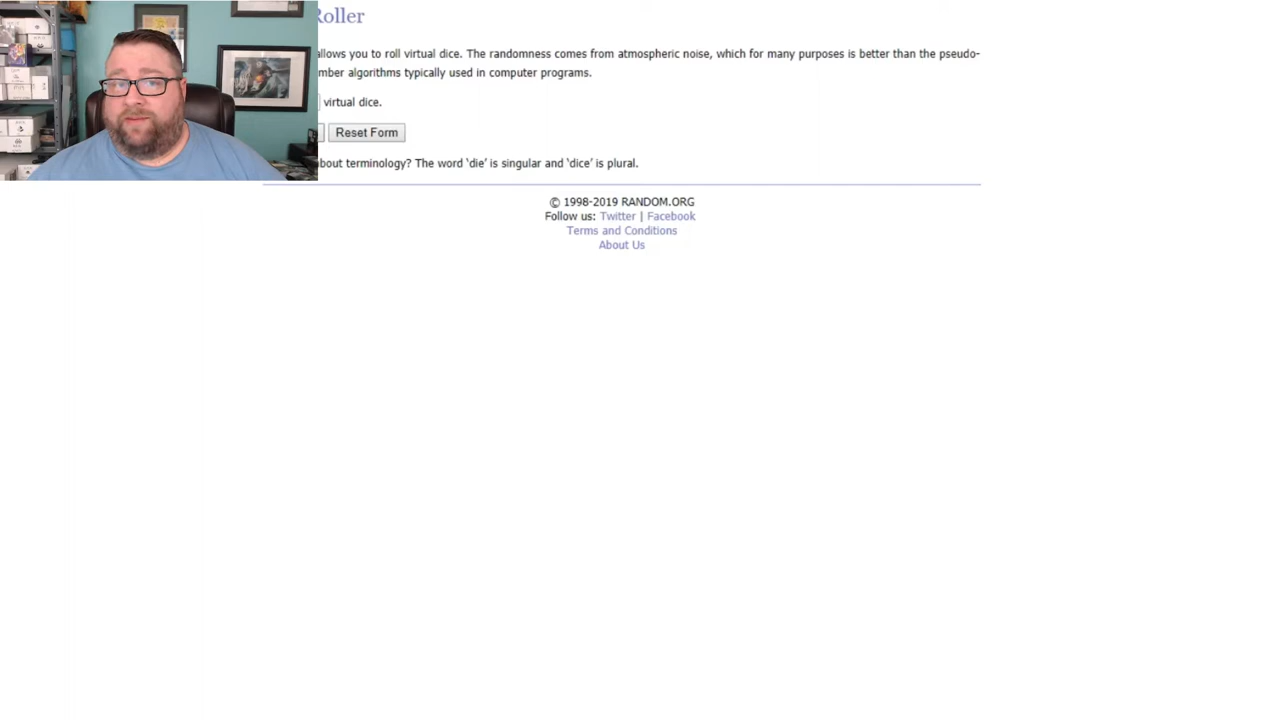 Roller
allows you to roll virtual dice. The randomness comes from atmospheric noise, which for many purposes is better than the pseudo-
mber algorithms typically used in computer programs.
virtual dice.
Reset Form
about terminology? The word ‘die’ is singular and ‘dice’ is plural.
© 1998-2019 RANDOM.ORG
Follow us: Twitter | Facebook
Terms and Conditions
About Us